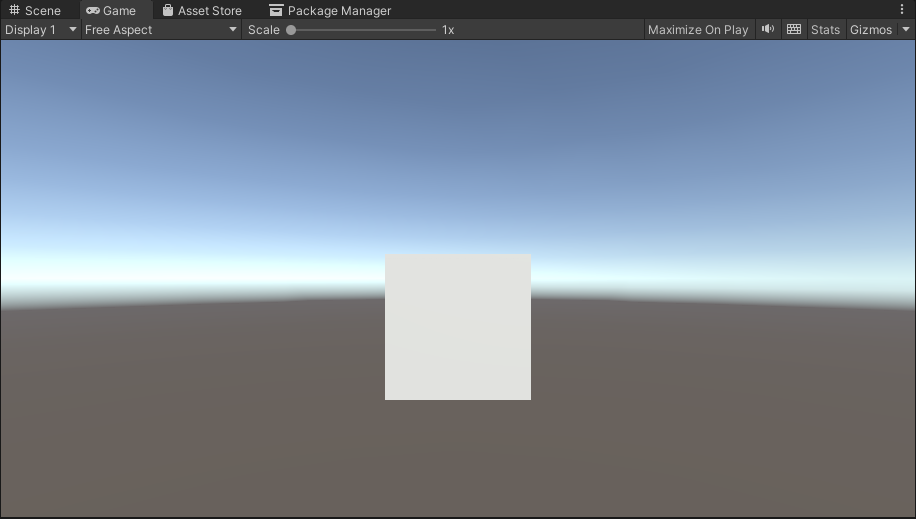 Scene Game Asset Store Package Manager
Display 1 Free Aspect Scale 1x Maximize On Play Stats Gizmos